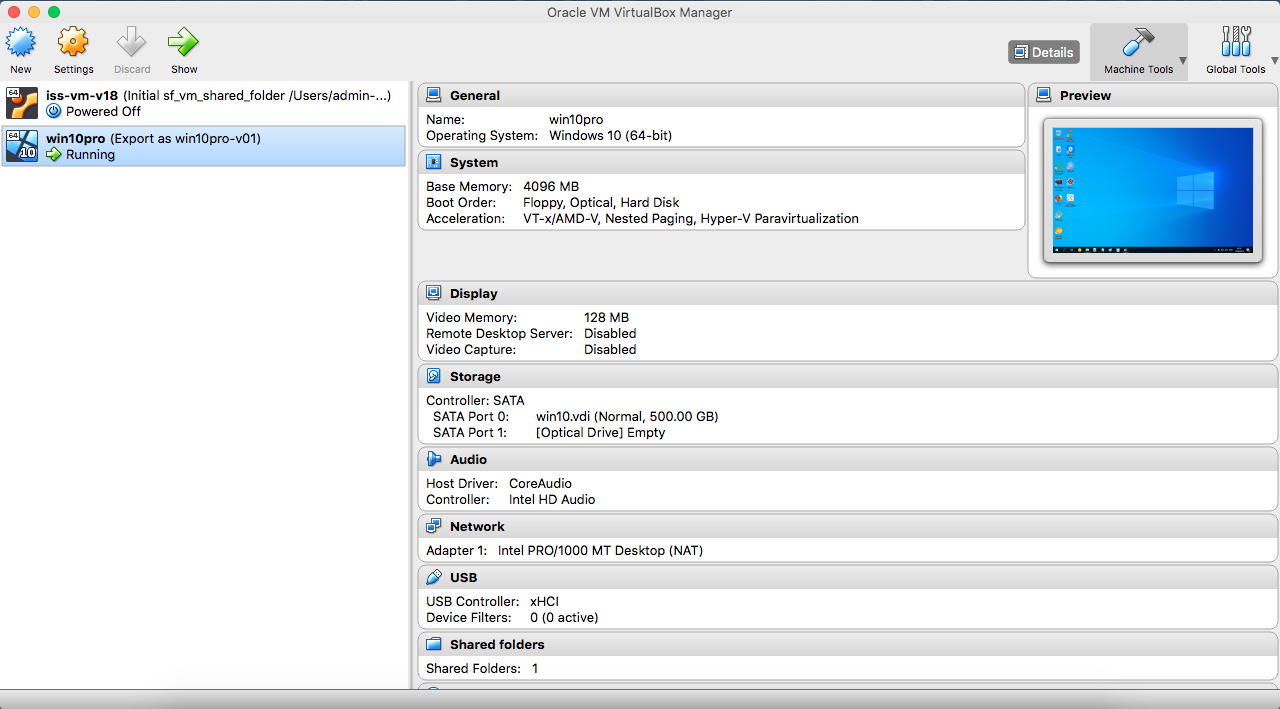 Oracle VM VirtualBox Manager
New
Settings
Discard
Show
Details
Machine Tools
Global Tools
64
iss-vm-v18 (Initial sf_vm_shared_folder /Users/admin-...)
Powered Off
64
10
win10pro (Export as win10pro-v01)
Running
General
Name: win10pro
Operating System: Windows 10 (64-bit)
Preview
System
Base Memory: 4096 MB
Boot Order: Floppy, Optical, Hard Disk
Acceleration: VT-x/AMD-V, Nested Paging, Hyper-V Paravirtualization
Display
Video Memory: 128 MB
Remote Desktop Server: Disabled
Video Capture: Disabled
Storage
Controller: SATA
SATA Port 0: win10.vdi (Normal, 500.00 GB)
SATA Port 1: [Optical Drive] Empty
Audio
Host Driver: CoreAudio
Controller: Intel HD Audio
Network
Adapter 1: Intel PRO/1000 MT Desktop (NAT)
USB
USB Controller: xHCI
Device Filters: 0 (0 active)
Shared folders
Shared Folders: 1